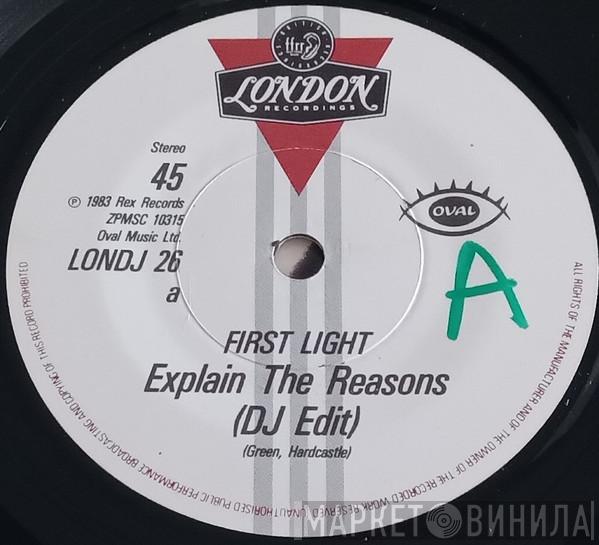 ffrr
LONDON
RECORDINGS
Stereo
45
℗ 1983 Rex Records
ZPMSC 10315
Oval Music Ltd.
LONDJ 26
a
OVAL
A
FIRST LIGHT
Explain The Reasons
(DJ Edit)
(Green, Hardcastle)
ALL RIGHTS OF THE MANUFACTURER AND OF THE OWNER OF THE RECORDED WORK RESERVED. UNAUTHORISED PUBLIC PERFORMANCE BROADCASTING AND COPYING OF THIS RECORD PROHIBITED
МАРКЕТ ВИНИЛА